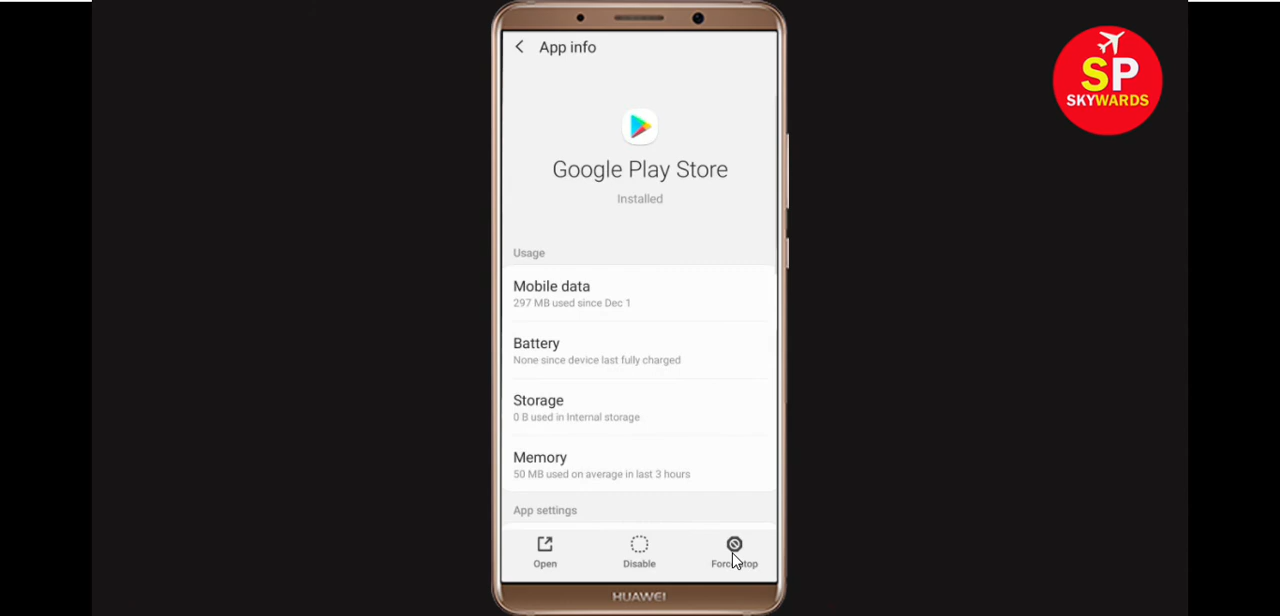 App info
SP
SKYWARDS
Google Play Store
Installed
Usage
Mobile data
297 MB used since Dec 1
Battery
None since device last fully charged
Storage
0 B used in Internal storage
Memory
50 MB used on average in last 3 hours
App settings
Open
Disable
Force stop
HUAWEI